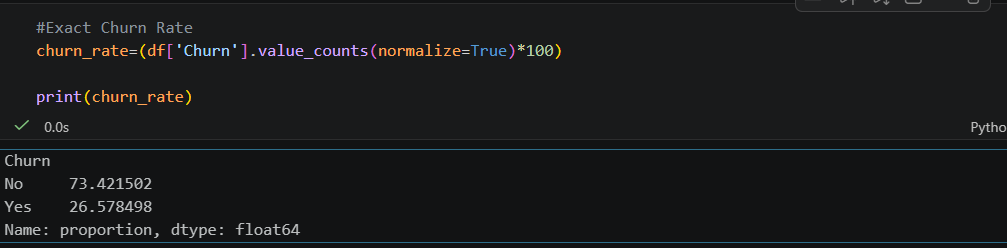 #Exact Churn Rate
churn_rate=(df['Churn'].value_counts(normalize=True)*100)
print(churn_rate)
0.0s
Pytho
Churn
No     73.421502
Yes    26.578498
Name: proportion, dtype: float64